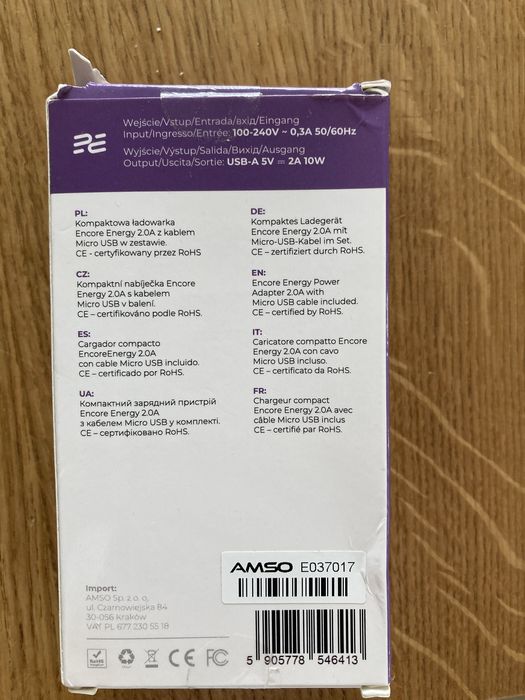 Wejście/Vstup/Entrada/вхід/Eingang
Input/Ingresso/Entrée: 100-240V ~ 0,3A 50/60Hz
Wyjście/Výstup/Salida/Вихід/Ausgang
Output/Uscita/Sortie: USB-A 5V ⎓ 2A 10W
PL:
Kompaktowa ładowarka
Encore Energy 2.0A z kablem
Micro USB w zestawie.
CE - certyfikowany przez RoHS
CZ:
Kompaktní nabíječka Encore
Energy 2.0A s kabelem
Micro USB v balení.
CE – certifikováno podle RoHS.
ES:
Cargador compacto
EncoreEnergy 2.0A
con cable Micro USB incluido.
CE – certificado por RoHS.
UA:
Компактний зарядний пристрій
Encore Energy 2.0A
з кабелем Micro USB у комплекті.
CE – сертифіковано RoHS.
DE:
Kompaktes Ladegerät
Encore Energy 2.0A mit
Micro-USB-Kabel im Set.
CE – zertifiziert durch RoHS.
EN:
Encore Energy Power
Adapter 2.0A with
Micro USB cable included.
CE – certified by RoHS.
IT:
Caricatore compatto Encore
Energy 2.0A con cavo
Micro USB incluso.
CE – certificato da RoHS.
FR:
Chargeur compact
Encore Energy 2.0A avec
câble Micro USB inclus
CE – certifié par RoHS.
AMSO E037017
Import:
AMSO Sp. z o. o,
ul. Czarnowiejska 84
30-056 Kraków
VAT PL 677 230 55 18
RoHS
CE FC
5 905778 546413